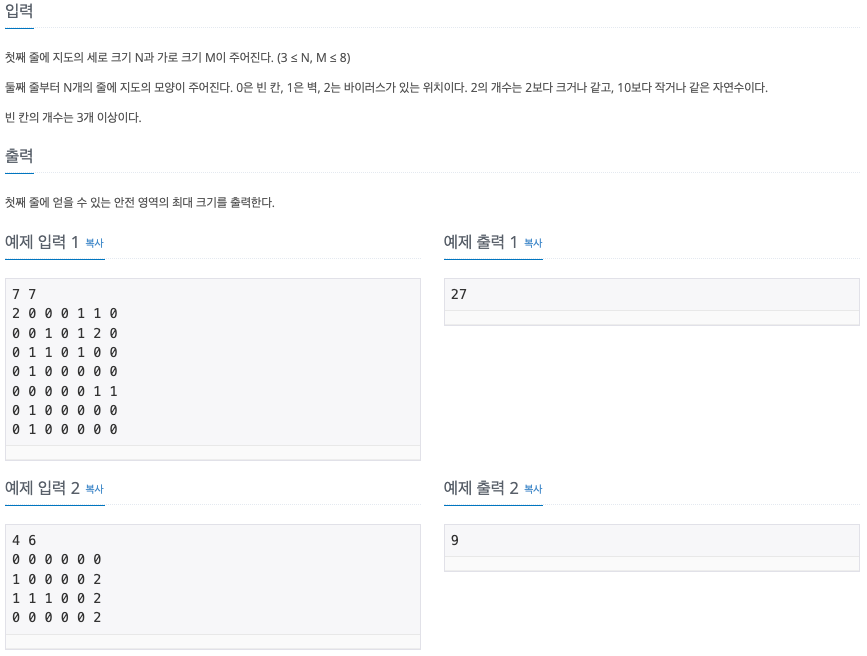 입력
첫째 줄에 지도의 세로 크기 N과 가로 크기 M이 주어진다. (3 ≤ N, M ≤ 8)
둘째 줄부터 N개의 줄에 지도의 모양이 주어진다. 0은 빈 칸, 1은 벽, 2는 바이러스가 있는 위치이다. 2의 개수는 2보다 크거나 같고, 10보다 작거나 같은 자연수이다.
빈 칸의 개수는 3개 이상이다.
출력
첫째 줄에 얻을 수 있는 안전 영역의 최대 크기를 출력한다.
예제 입력 1 복사
7 7
2 0 0 0 1 1 0
0 0 1 0 1 2 0
0 1 1 0 1 0 0
0 1 0 0 0 0 0
0 0 0 0 0 1 1
0 1 0 0 0 0 0
0 1 0 0 0 0 0
예제 출력 1 복사
27
예제 입력 2 복사
4 6
0 0 0 0 0 0
1 0 0 0 0 2
1 1 1 0 0 2
0 0 0 0 0 2
예제 출력 2 복사
9